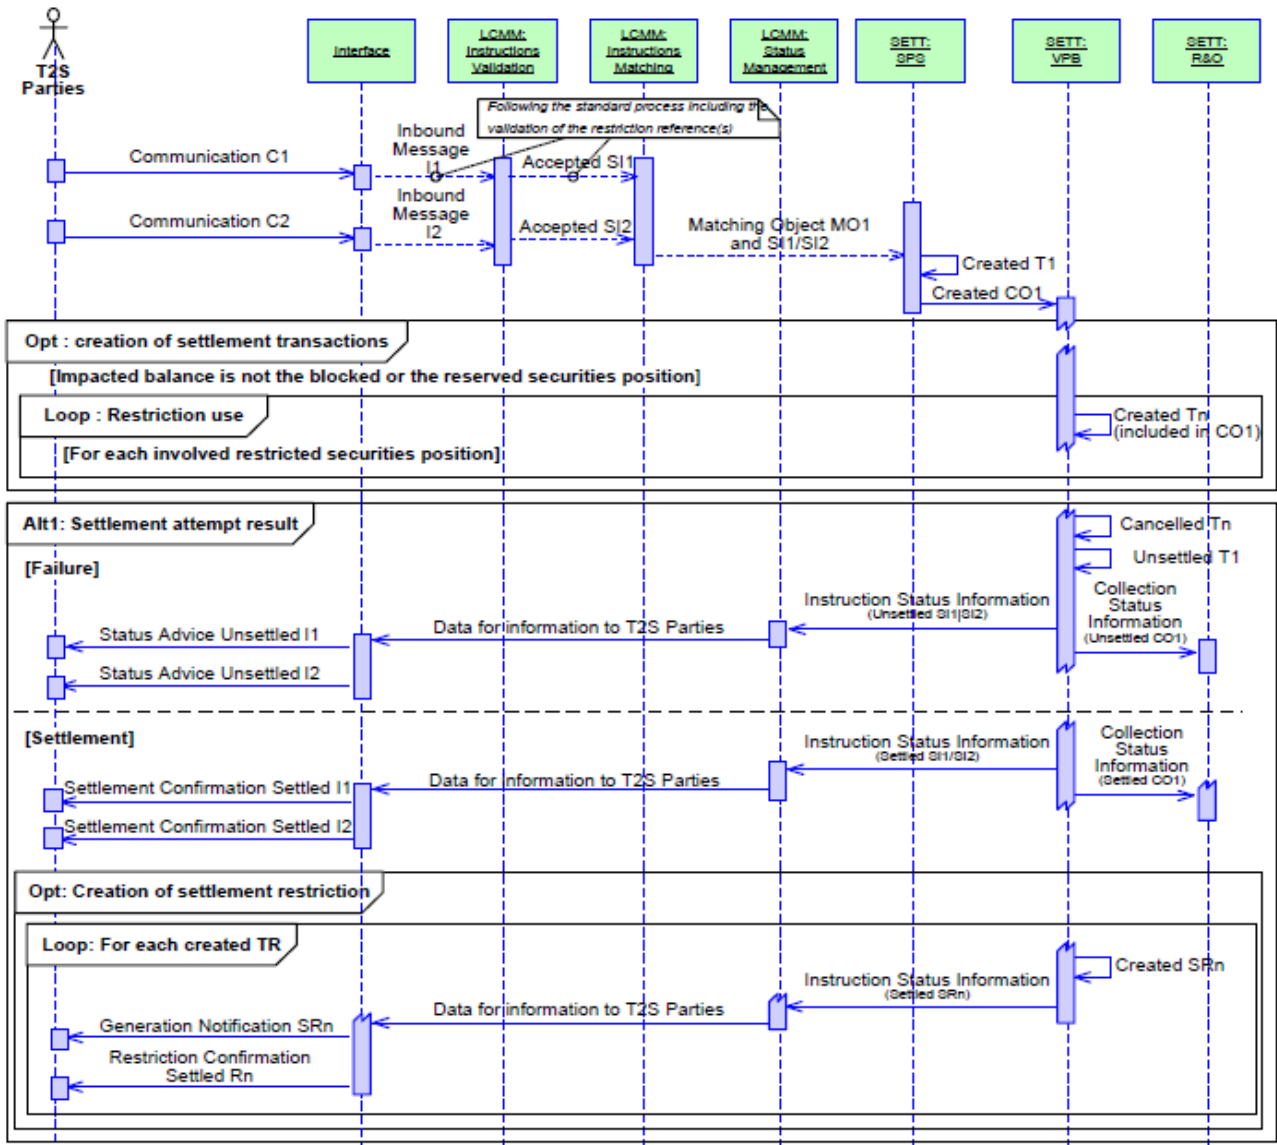 T2S
Parties
Interface
LCMM:
Instructions
Validation
LCMM:
Instructions
Matching
LCMM:
Status
Management
SETT:
SPS
SETT:
VPB
SETT:
R&O
Following the standard process including the
validation of the restriction reference(s)
Communication C1
Inbound
Message
I1
Accepted SI1
Communication C2
Inbound
Message
I2
Accepted SI2
Matching Object MO1
and SI1/SI2
Created T1
Created CO1
Opt : creation of settlement transactions
[Impacted balance is not the blocked or the reserved securities position]
Loop : Restriction use
[For each involved restricted securities position]
Created Tn
(included in CO1)
Alt1: Settlement attempt result
[Failure]
Cancelled Tn
Unsettled T1
Instruction Status Information
(Unsettled SI1|SI2)
Collection
Status
Information
(Unsettled CO1)
Data for information to T2S Parties
Status Advice Unsettled I1
Status Advice Unsettled I2
[Settlement]
Instruction Status Information
(Settled SI1/SI2)
Collection
Status
Information
(Settled CO1)
Data for information to T2S Parties
Settlement Confirmation Settled I1
Settlement Confirmation Settled I2
Opt: Creation of settlement restriction
Loop: For each created TR
Created SRn
Instruction Status Information
(Settled SRn)
Data for information to T2S Parties
Generation Notification SRn
Restriction Confirmation
Settled Rn